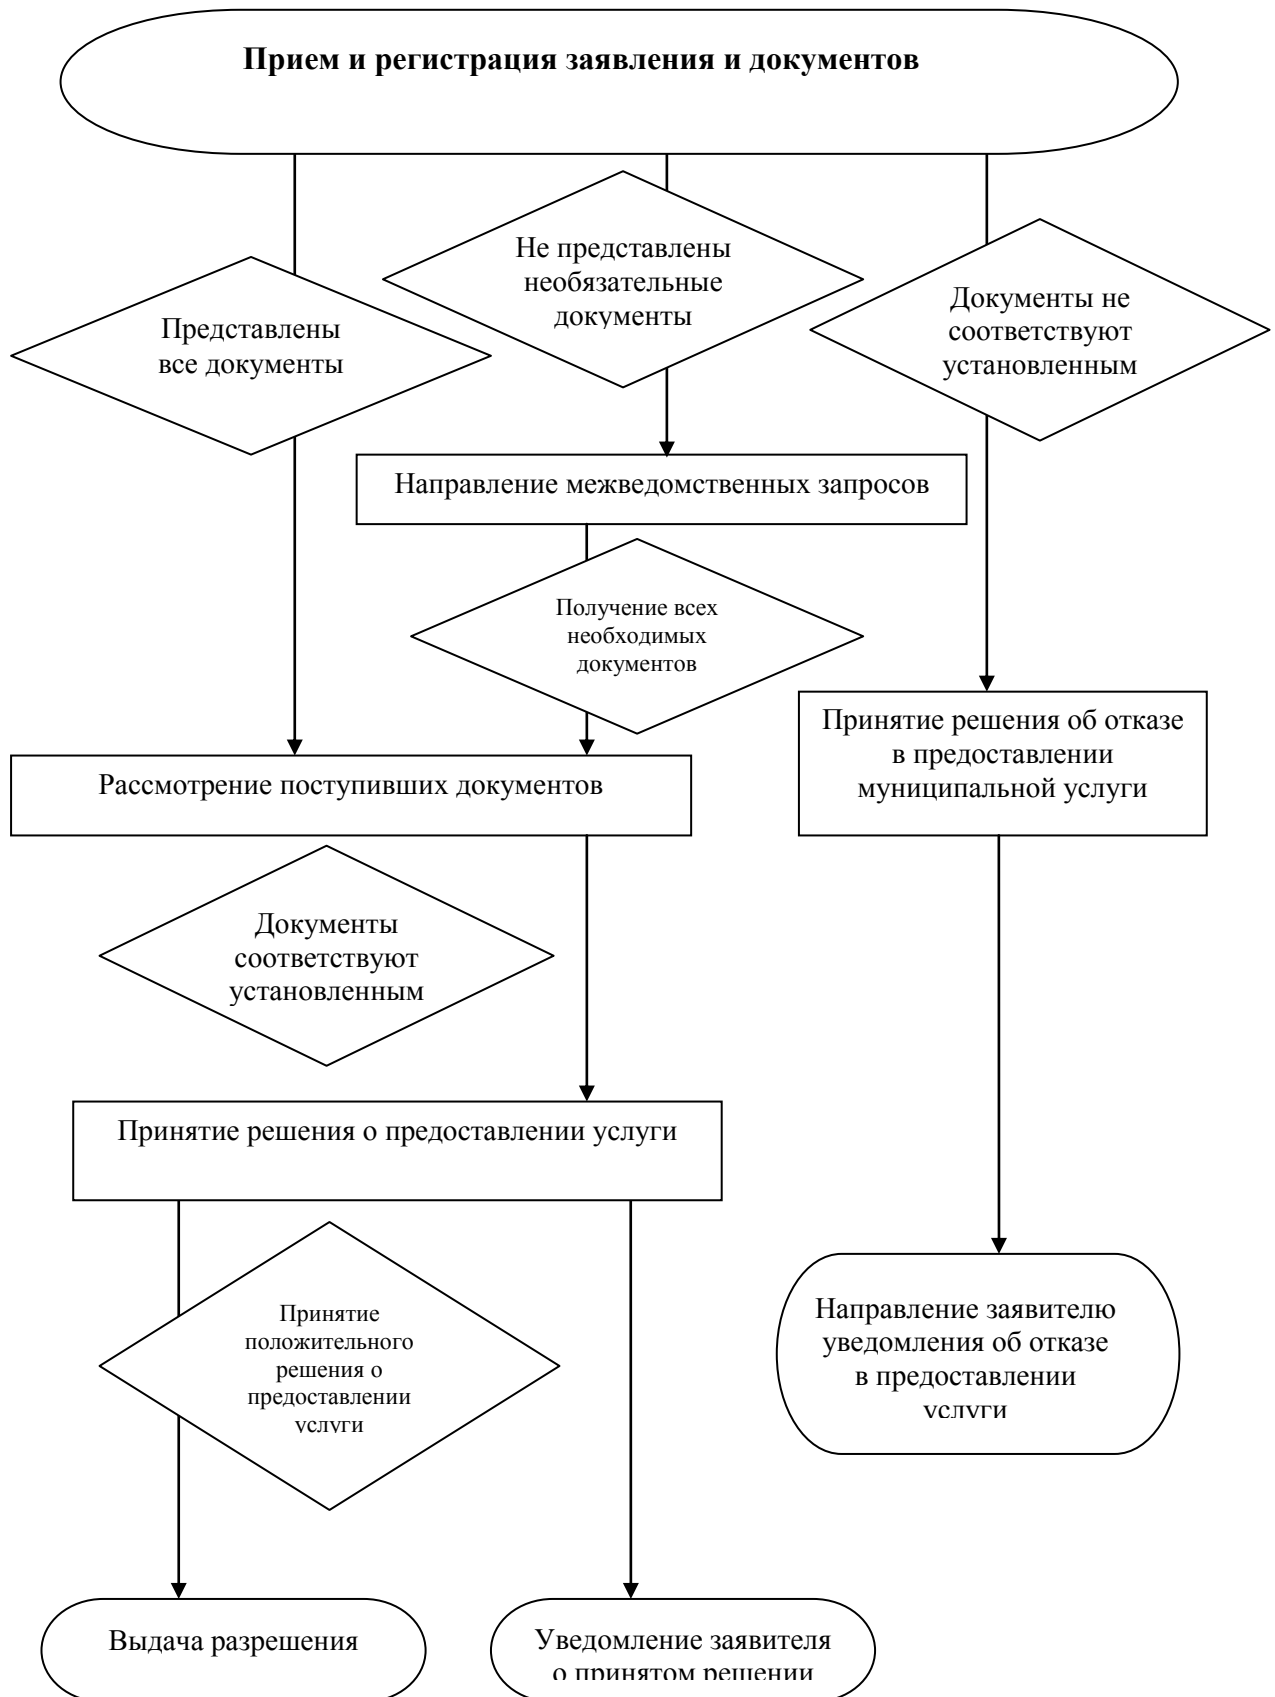 Прием и регистрация заявления и документов
Не представлены
необязательные
документы
Документы не
соответствуют
установленным
Представлены
все документы
Направление межведомственных запросов
Получение всех
необходимых
документов
Принятие решения об отказе
в предоставлении
муниципальной услуги
Рассмотрение поступивших документов
Документы
соответствуют
установленным
Принятие решения о предоставлении услуги
Принятие
положительного
решения о
предоставлении
услуги
Направление заявителю
уведомления об отказе
в предоставлении
услуги
Выдача разрешения
Уведомление заявителя
о принятом решении